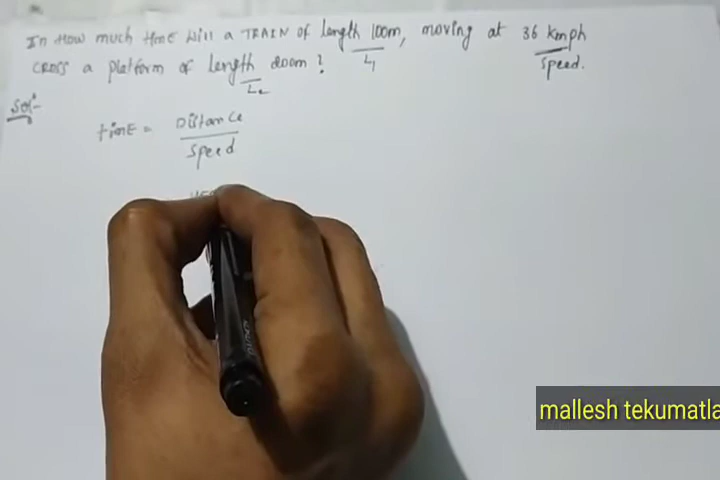 In How much time will a TRAIN of length 100m, moving at 36 kmph
cross a platform of length 200m?
L1
Speed.
L2
Sol:-
timE = Distance
Speed
mallesh tekumatla